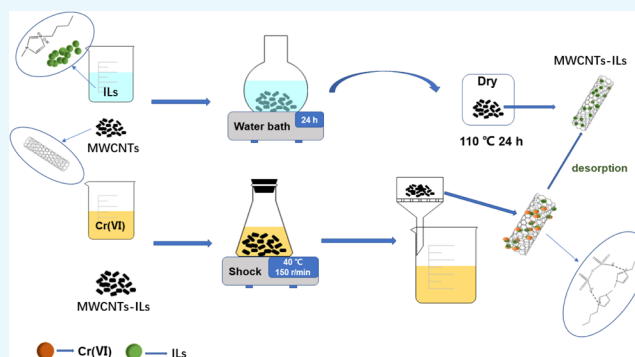 ILs
MWCNTs
Water bath
24 h
Dry
110 ℃ 24 h
MWCNTs-ILs
desorption
Cr(VI)
MWCNTs-ILs
Shock
40 ℃
150 r/min
Cr(VI)
ILs